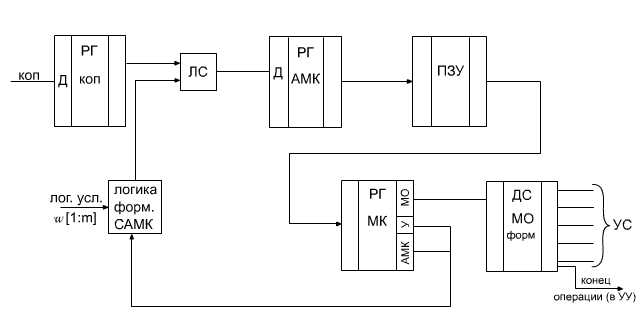 коп
Д
РГ
коп
ЛС
Д
РГ
АМК
ПЗУ
лог. усл.
w[1:m]
логика
форм.
САМК
РГ
МК
МО
У
АМК
ДС
МО
форм
УС
конец
операции (в УУ)